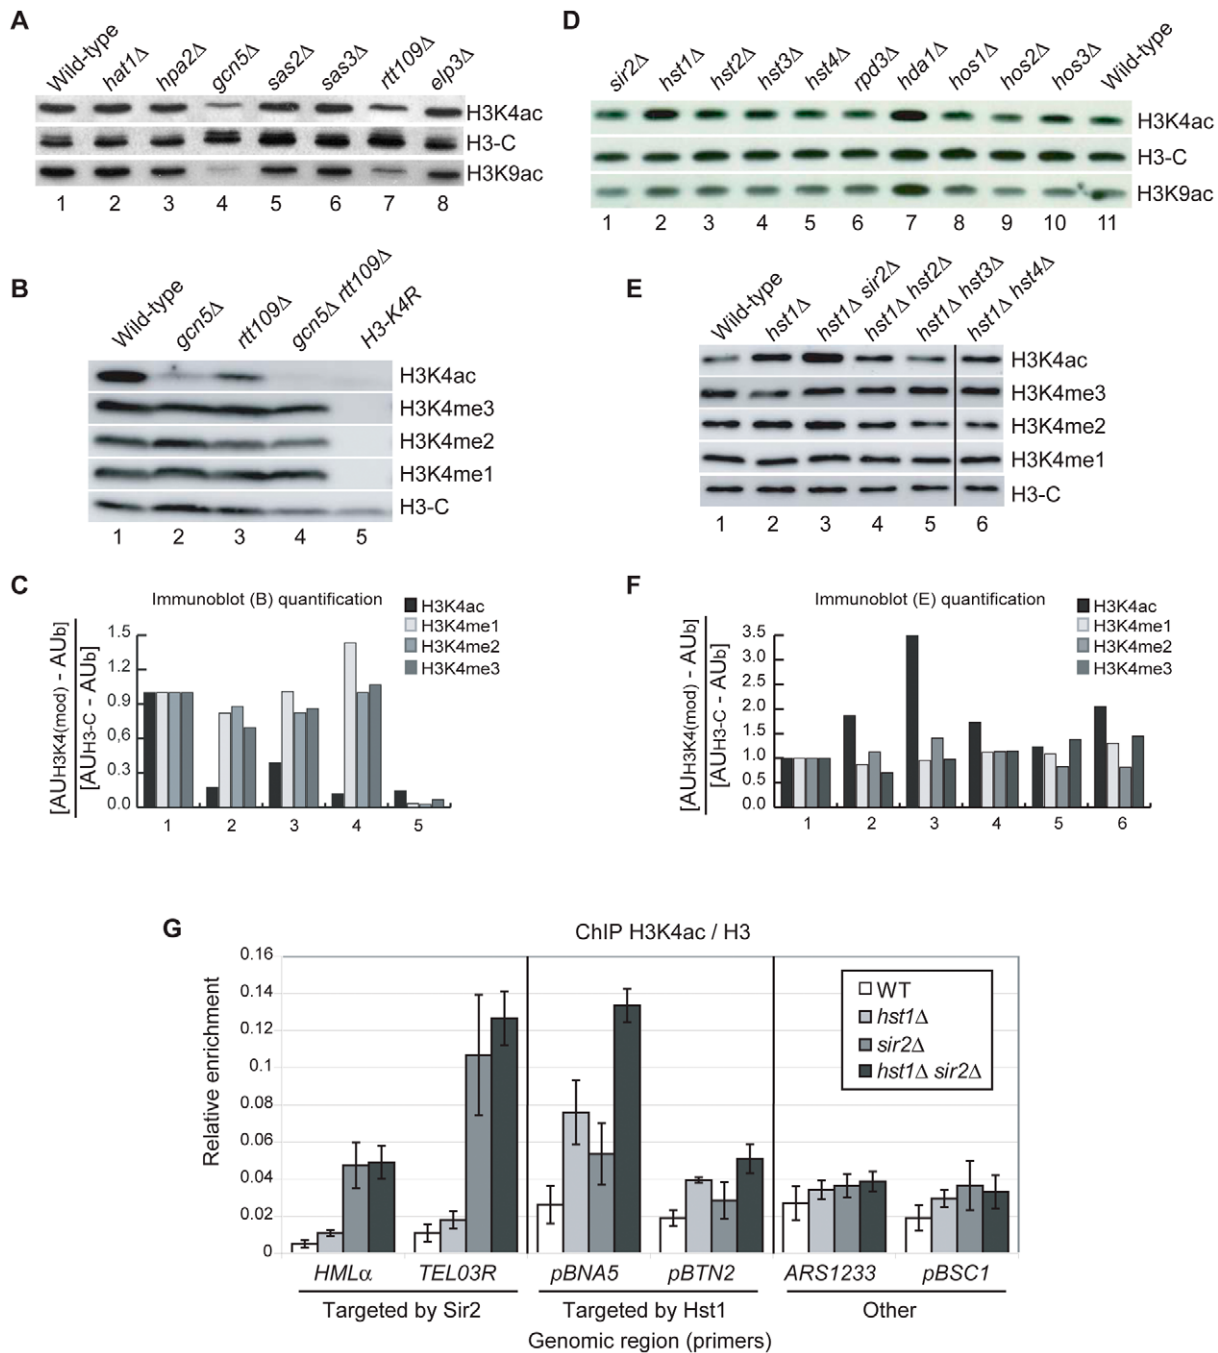 A
Wild-type hat1Δ hpa2Δ gcn5Δ sas2Δ sas3Δ rtt109Δ elp3Δ
H3K4ac
H3-C
H3K9ac
1 2 3 4 5 6 7 8
D
sir2Δ hst1Δ hst2Δ hst3Δ hst4Δ rpd3Δ hda1Δ hos1Δ hos2Δ hos3Δ Wild-type
H3K4ac
H3-C
H3K9ac
1 2 3 4 5 6 7 8 9 10 11
B
Wild-type gcn5Δ rtt109Δ gcn5Δ rtt109Δ H3-K4R
H3K4ac
H3K4me3
H3K4me2
H3K4me1
H3-C
1 2 3 4 5
E
Wild-type hst1Δ hst1Δ sir2Δ hst1Δ hst2Δ hst1Δ hst3Δ hst1Δ hst4Δ
H3K4ac
H3K4me3
H3K4me2
H3K4me1
H3-C
1 2 3 4 5 6
C
Immunoblot (B) quantification
[AUH3K4(mod) - AUb]
[AUH3-C - AUb]
1.5
1.2
0.9
0,6
0.3
0.0
1 2 3 4 5
H3K4ac
H3K4me1
H3K4me2
H3K4me3
F
Immunoblot (E) quantification
[AUH3K4(mod) - AUb]
[AUH3-C - AUb]
3.5
3.0
2.5
2.0
1.5
1.0
0.5
0.0
1 2 3 4 5 6
H3K4ac
H3K4me1
H3K4me2
H3K4me3
G
ChIP H3K4ac / H3
Relative enrichment
0.16
0.14
0.12
0.1
0.08
0.06
0.04
0.02
0
WT
hst1Δ
sir2Δ
hst1Δ sir2Δ
HMLα TEL03R pBNA5 pBTN2 ARS1233 pBSC1
Targeted by Sir2 Targeted by Hst1 Other
Genomic region (primers)